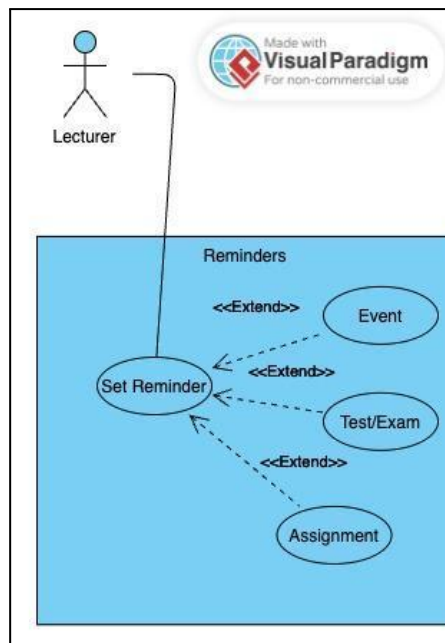 Made with
Visual Paradigm
For non-commercial use
Lecturer
Reminders
<<Extend>>
Event
<<Extend>>
Set Reminder
Test/Exam
<<Extend>>
Assignment